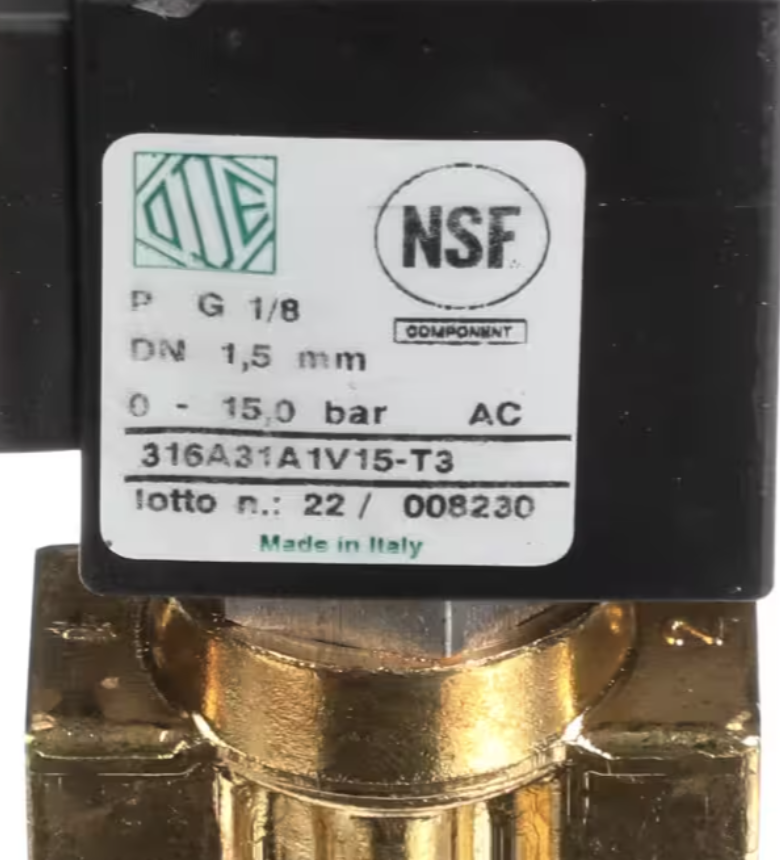 ODE
NSF
COMPONENT
P G 1/8
DN 1,5 mm
0 - 15,0 bar AC
316A31A1V15-T3
lotto n.: 22 / 008230
Made in Italy
2